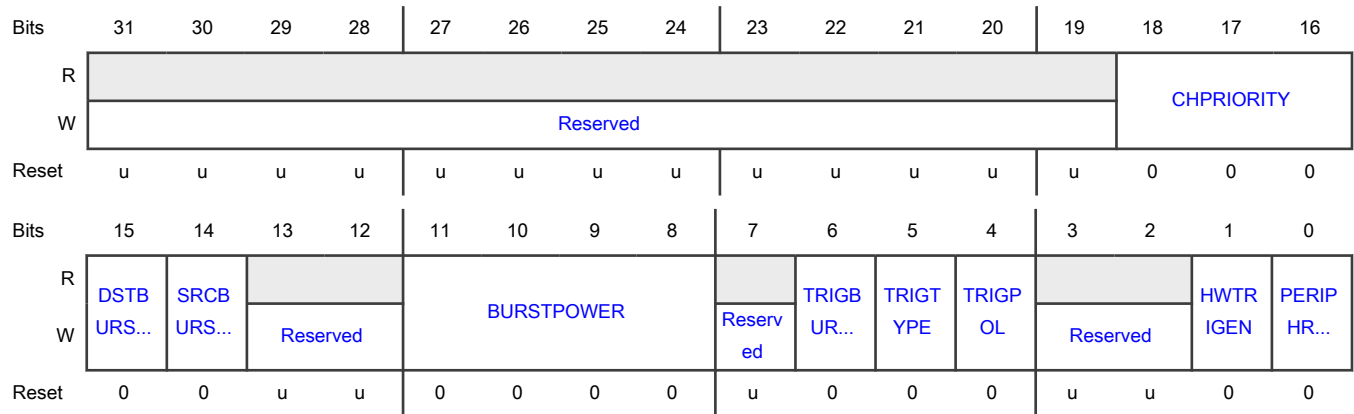 Bits 31 30 29 28 27 26 25 24 23 22 21 20 19 18 17 16
R
CHPRIORITY
W Reserved
Reset u u u u u u u u u u u u u 0 0 0
Bits 15 14 13 12 11 10 9 8 7 6 5 4 3 2 1 0
R
DSTB
URS...
SRCB
URS...
BURSTPOWER
TRIGB
UR...
TRIGT
YPE
TRIGP
OL
HWTR
IGEN
PERIP
HR...
W Reserved
Reserv
ed
Reserved
Reset 0 0 u u 0 0 0 0 u 0 0 0 u u 0 0